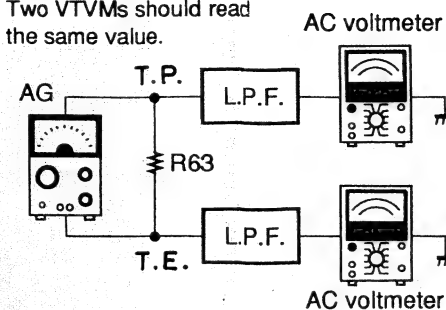 Two VTVMs should read
the same value.
AC voltmeter
T.P.
AG
L.P.F.
R63
L.P.F.
T.E.
AC voltmeter